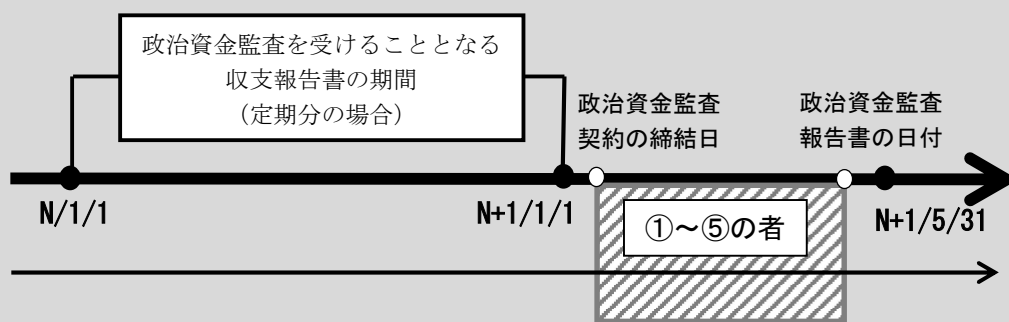 政治資金監査を受けることとなる
収支報告書の期間
（定期分の場合）
政治資金監査
契約の締結日
政治資金監査
報告書の日付
N/1/1
N+1/1/1
①～⑤の者
N+1/5/31